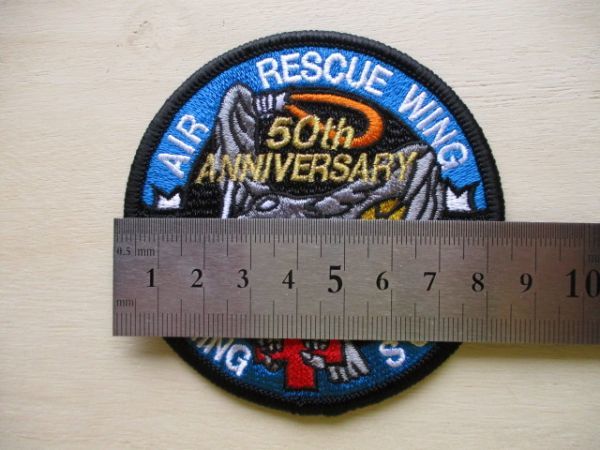 AIR RESCUE WING
50th
ANNIVERSARY
0.5 mm
1 2 3 4 5 6 7 8 9 10
mm